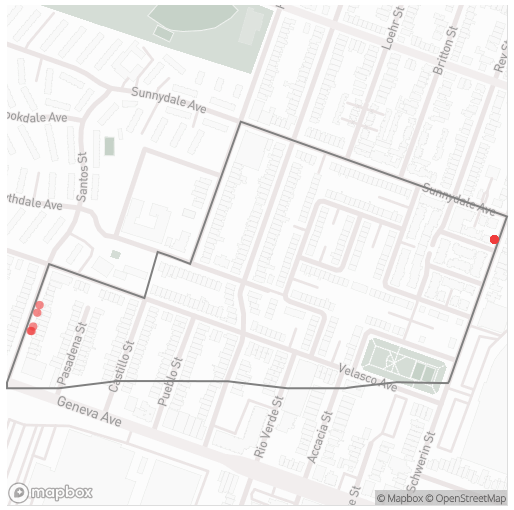 Loehr St
Britton St
Rey St
Sunnydale Ave
ookdale Ave
Santos St
Sunnydale Ave
ythdale Ave
Pasadena St
Castillo St
Pueblo St
Velasco Ave
Geneva Ave
Rio Verde St
Accacia St
Schwerin St
e St
mapbox
© Mapbox © OpenStreetMap